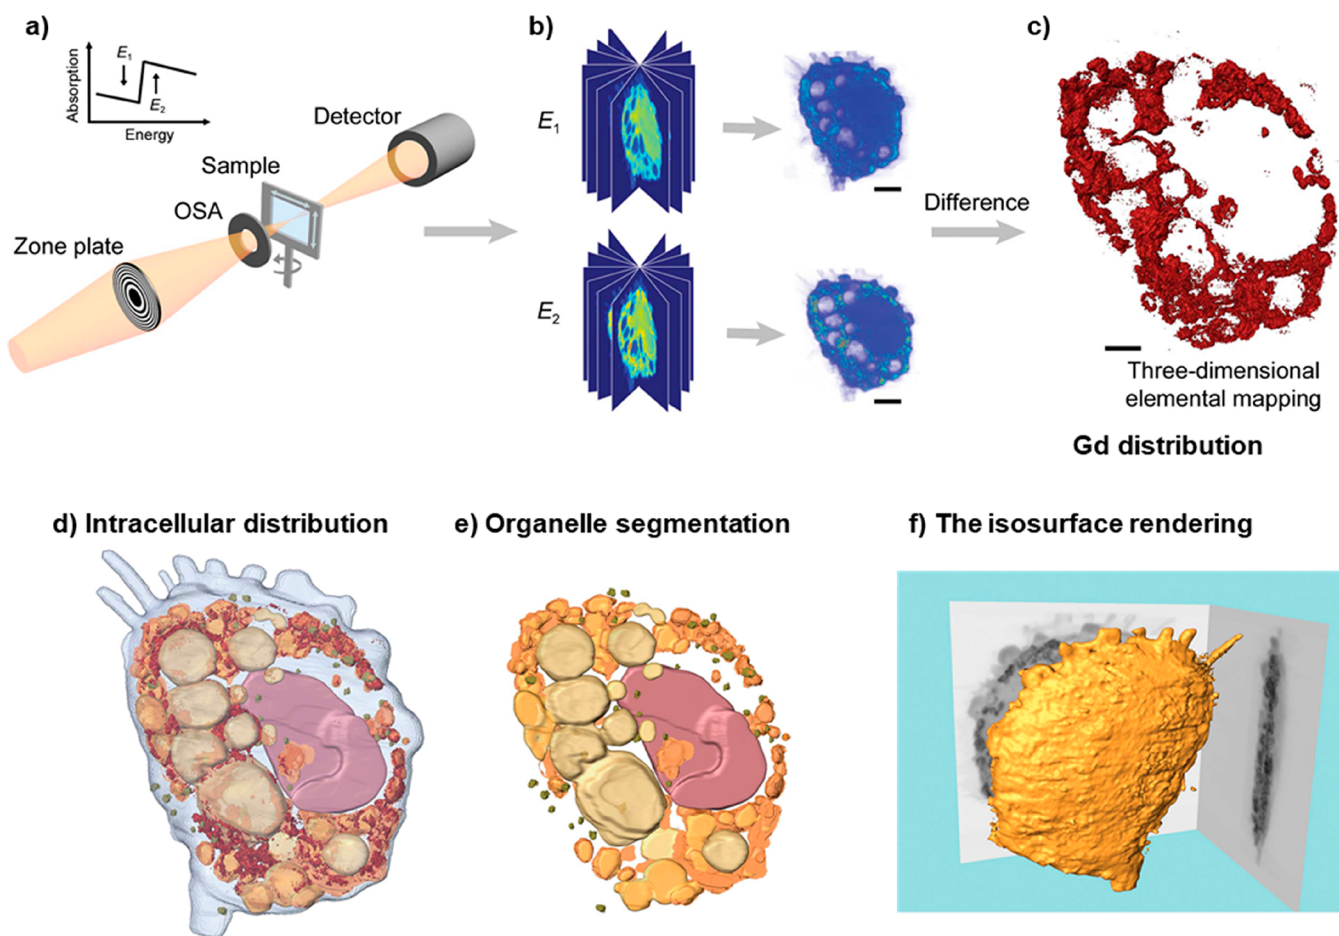 a)
E1
E2
Absorption
Energy
Detector
Sample
OSA
Zone plate
b)
E1
E2
Difference
c)
Three-dimensional
elemental mapping
Gd distribution
d) Intracellular distribution
e) Organelle segmentation
f) The isosurface rendering